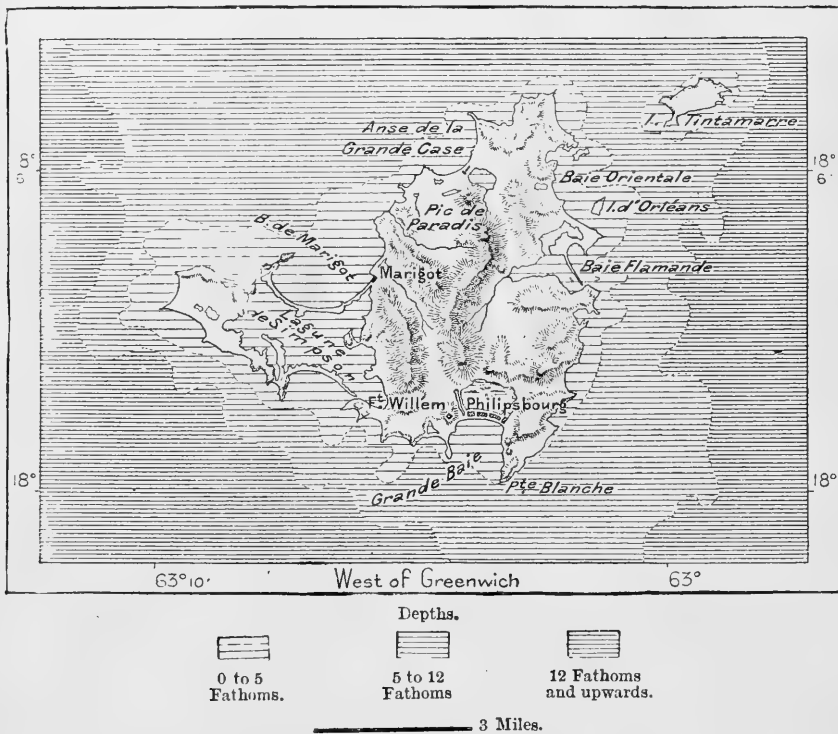 I. Tintamarre
Anse de la
Grande Case
18°
6'
18°
6'
Baie Orientale
I. d'Orléans
Pic de
Paradis
B. de Marigot
Marigot
Baie Flamande
Lagune
de Simpson
Ft. Willem
Philipsbourg
Grande Baie
Pte. Blanche
18°
18°
63°10'
West of Greenwich
63°
Depths.
0 to 5
Fathoms.
5 to 12
Fathoms
12 Fathoms
and upwards.
3 Miles.